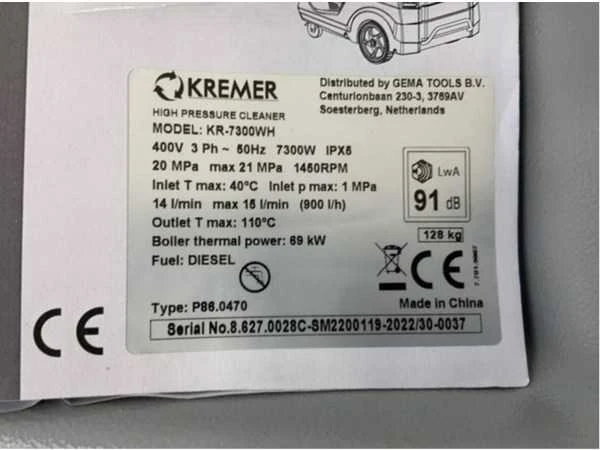 KREMER
HIGH PRESSURE CLEANER
MODEL: KR-7300WH
400V 3 Ph ~ 50Hz 7300W IPX5
20 MPa max 21 MPa 1450RPM
Inlet T max: 40°C Inlet p max: 1 MPa
14 l/min max 15 l/min (900 l/h)
Outlet T max: 110°C
Boiler thermal power: 69 kW
Fuel: DIESEL
Type: P86.0470
Distributed by GEMA TOOLS B.V.
Centurionbaan 230-3, 3769AV
Soesterberg, Netherlands
LwA
91 dB
128 kg
CE
Made in China
Serial No.8.627.0028C-SM2200119-2022/30-0037
CE